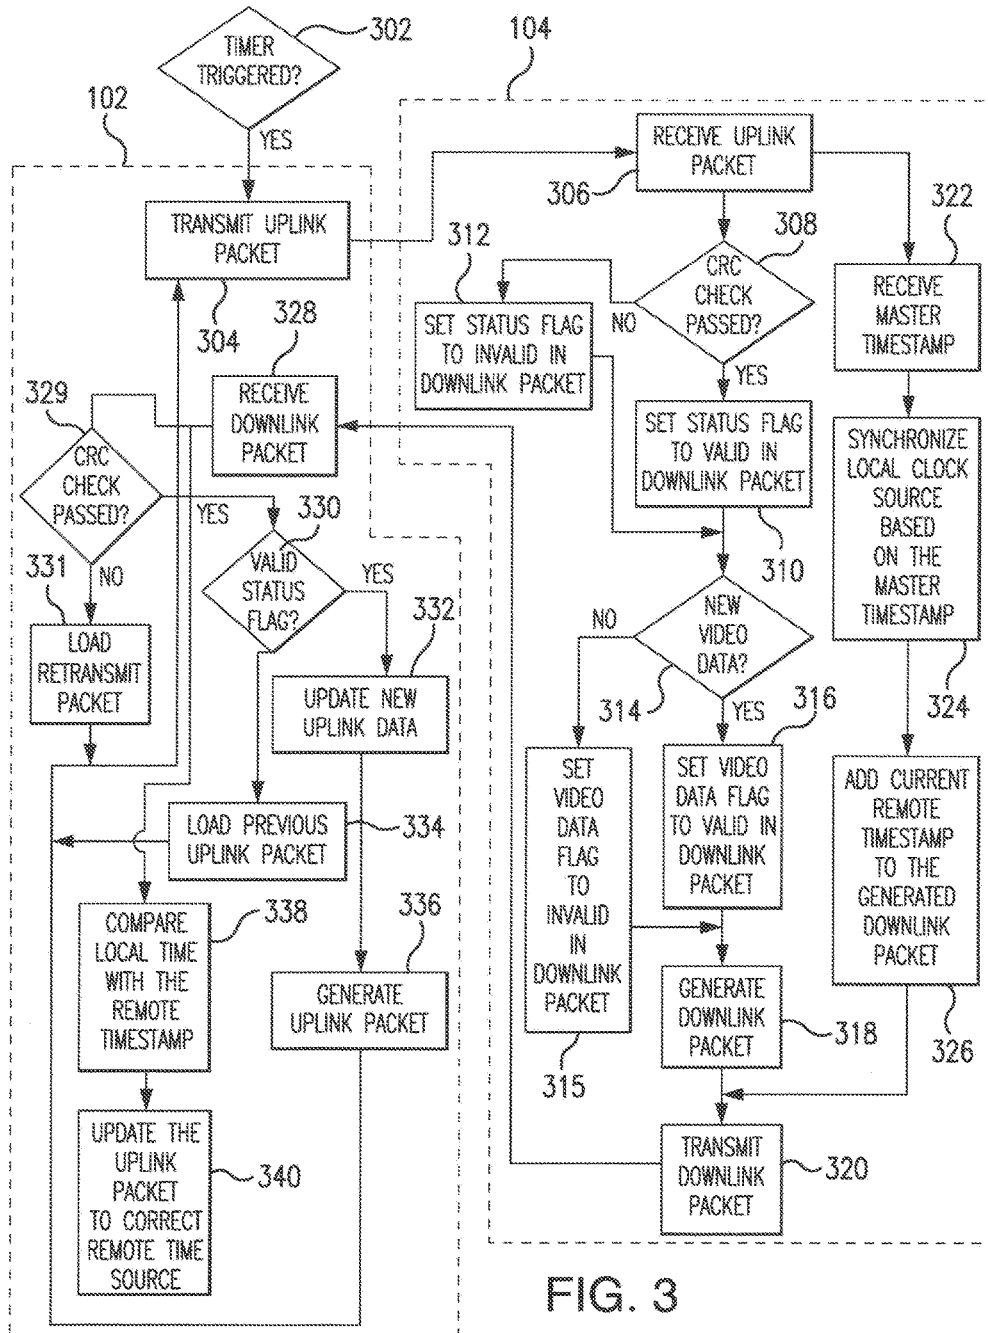 302
TIMER
TRIGGERED?
YES
102
TRANSMIT UPLINK
PACKET
304
328
RECEIVE
DOWNLINK
PACKET
329
CRC
CHECK
PASSED?
YES
NO
331
LOAD
RETRANSMIT
PACKET
330
VALID
STATUS
FLAG?
YES
332
UPDATE NEW
UPLINK DATA
LOAD PREVIOUS
UPLINK PACKET
334
338
COMPARE
LOCAL TIME
WITH THE
REMOTE
TIMESTAMP
336
GENERATE
UPLINK PACKET
UPDATE THE
UPLINK
PACKET
TO CORRECT
REMOTE TIME
SOURCE
340
104
RECEIVE UPLINK
PACKET
306
308
CRC
CHECK
PASSED?
NO
YES
312
SET STATUS FLAG
TO INVALID IN
DOWNLINK PACKET
SET STATUS FLAG
TO VALID IN
DOWNLINK PACKET
310
NEW
VIDEO
DATA?
NO
YES
314
316
SET
VIDEO
DATA
FLAG
TO
INVALID
IN
DOWNLINK
PACKET
315
SET VIDEO
DATA FLAG
TO VALID IN
DOWNLINK
PACKET
GENERATE
DOWNLINK
PACKET
318
TRANSMIT
DOWNLINK
PACKET
320
322
RECEIVE
MASTER
TIMESTAMP
SYNCHRONIZE
LOCAL CLOCK
SOURCE
BASED
ON THE
MASTER
TIMESTAMP
324
ADD CURRENT
REMOTE
TIMESTAMP
TO THE
GENERATED
DOWNLINK
PACKET
326
FIG. 3